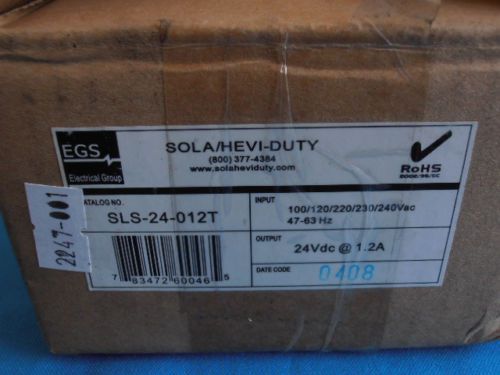 EGS
Electrical Group
SOLA/HEVI-DUTY
(800) 377-4384
www.solaheviduty.com
RoHS
2002/95/EC
CATALOG NO.
SLS-24-012T
INPUT
100/120/220/230/240Vac
47-63 Hz
OUTPUT
24Vdc @ 1.2A
DATE CODE
0408
7 83472 60046 5
2247-001